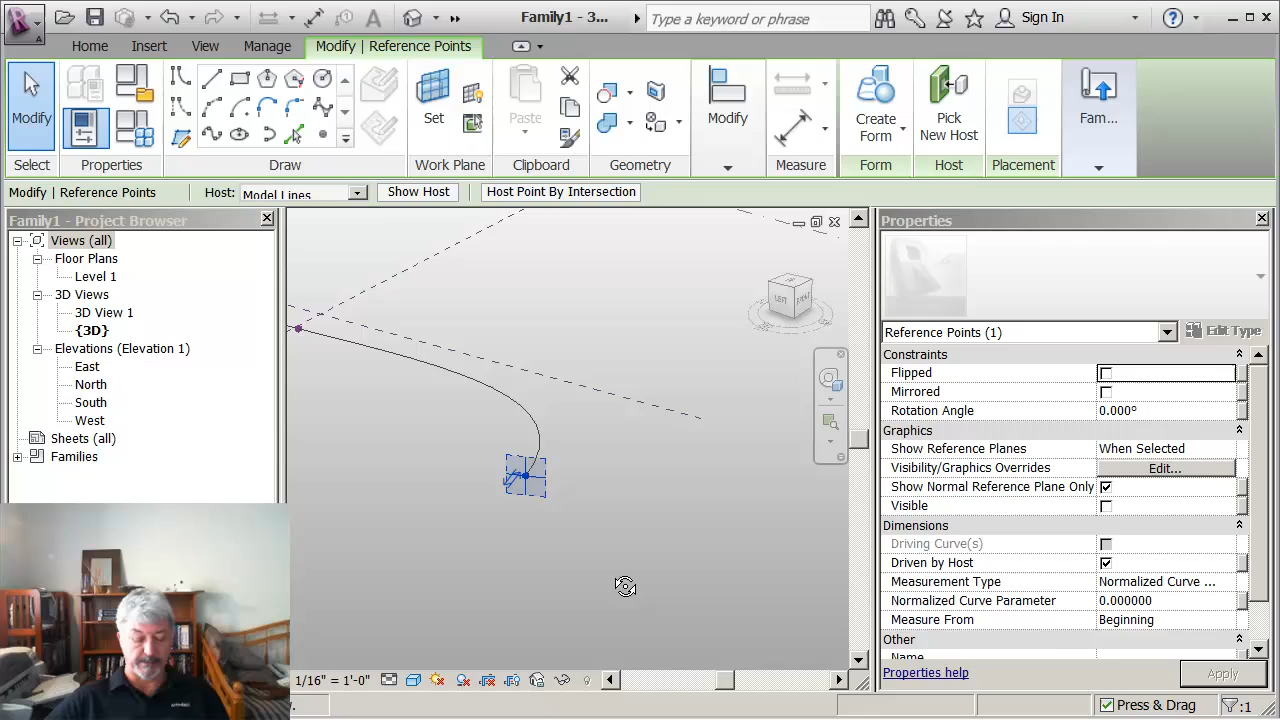 Family1 - 3...
Type a keyword or phrase
Sign In
Home
Insert
View
Manage
Modify | Reference Points
Modify
Set
Paste
Modify
Create Form
Pick New Host
Fam...
Select
Properties
Draw
Work Plane
Clipboard
Geometry
Measure
Form
Host
Placement
Modify | Reference Points
Host:
Model Lines
Show Host
Host Point By Intersection
Family1 - Project Browser
Views (all)
Floor Plans
Level 1
3D Views
3D View 1
{3D}
Elevations (Elevation 1)
East
North
South
West
Sheets (all)
Families
LEFT
FRONT
Properties
Reference Points (1)
Edit Type
Constraints
Flipped
Mirrored
Rotation Angle 0.000°
Graphics
Show Reference Planes When Selected
Visibility/Graphics Overrides Edit...
Show Normal Reference Plane Only
Visible
Dimensions
Driving Curve(s)
Driven by Host
Measurement Type Normalized Curve ...
Normalized Curve Parameter 0.000000
Measure From Beginning
Other
Name
Properties help
Apply
1/16" = 1'-0"
Press & Drag
:1